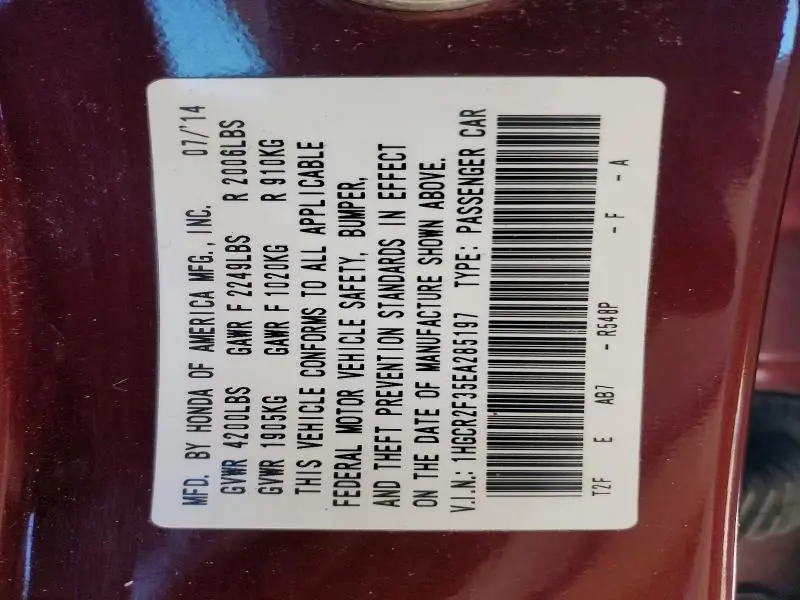 MFD. BY HONDA OF AMERICA MFG., INC. 07/'14
GVWR 4200LBS GAWR F 2249LBS R 2006LBS
GVWR 1905KG GAWR F 1020KG R 910KG
THIS VEHICLE CONFORMS TO ALL APPLICABLE
FEDERAL MOTOR VEHICLE SAFETY, BUMPER,
AND THEFT PREVENTION STANDARDS IN EFFECT
ON THE DATE OF MANUFACTURE SHOWN ABOVE.
V.I.N.: 1HGCR2F35EA285197 TYPE: PASSENGER CAR
T2F E AB7 - R548P - F - A